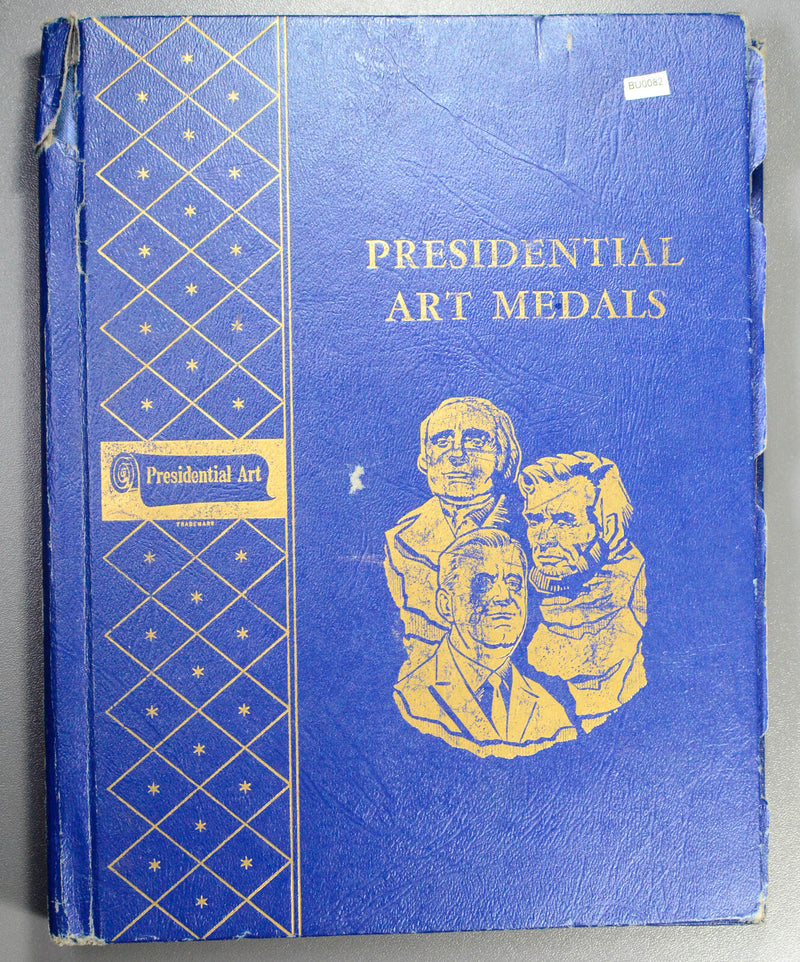 BU0082
PRESIDENTIAL
ART MEDALS
Presidential Art
TRADEMARK